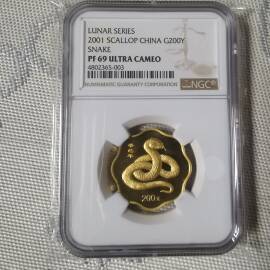 LUNAR SERIES
2001 SCALLOP CHINA G200Y
SNAKE
PF 69 ULTRA CAMEO
4802365-003
NUMISMATIC GUARANTY CORPORATION
NGC
200元